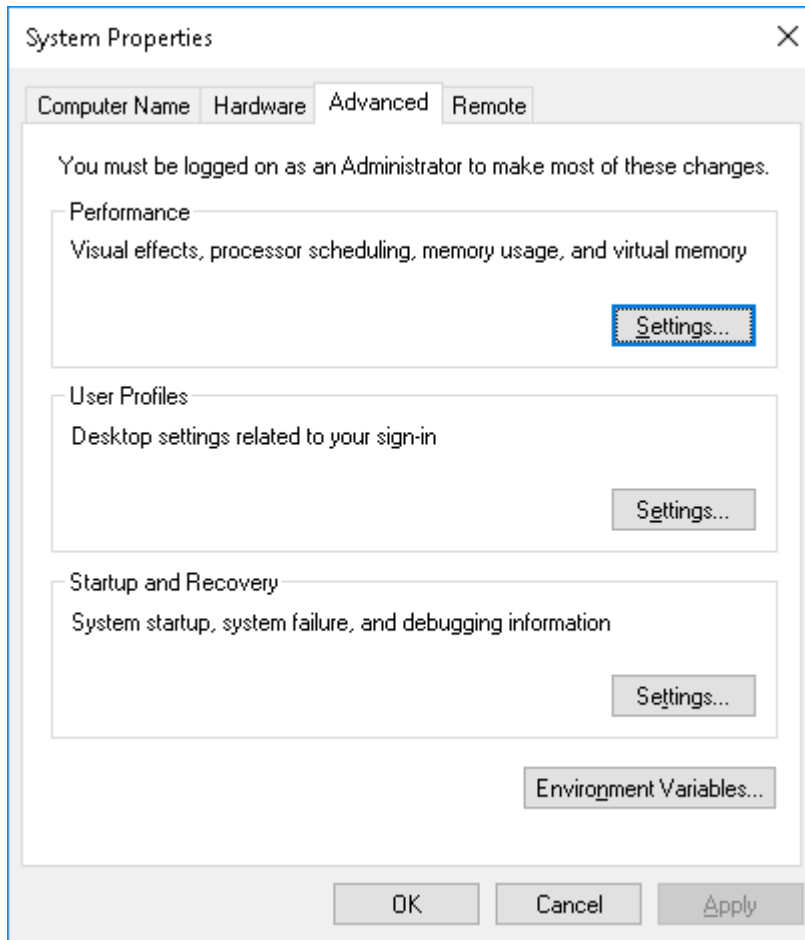 System Properties
Computer Name Hardware Advanced Remote
You must be logged on as an Administrator to make most of these changes.
Performance
Visual effects, processor scheduling, memory usage, and virtual memory
Settings...
User Profiles
Desktop settings related to your sign-in
Settings...
Startup and Recovery
System startup, system failure, and debugging information
Settings...
Environment Variables...
OK Cancel Apply